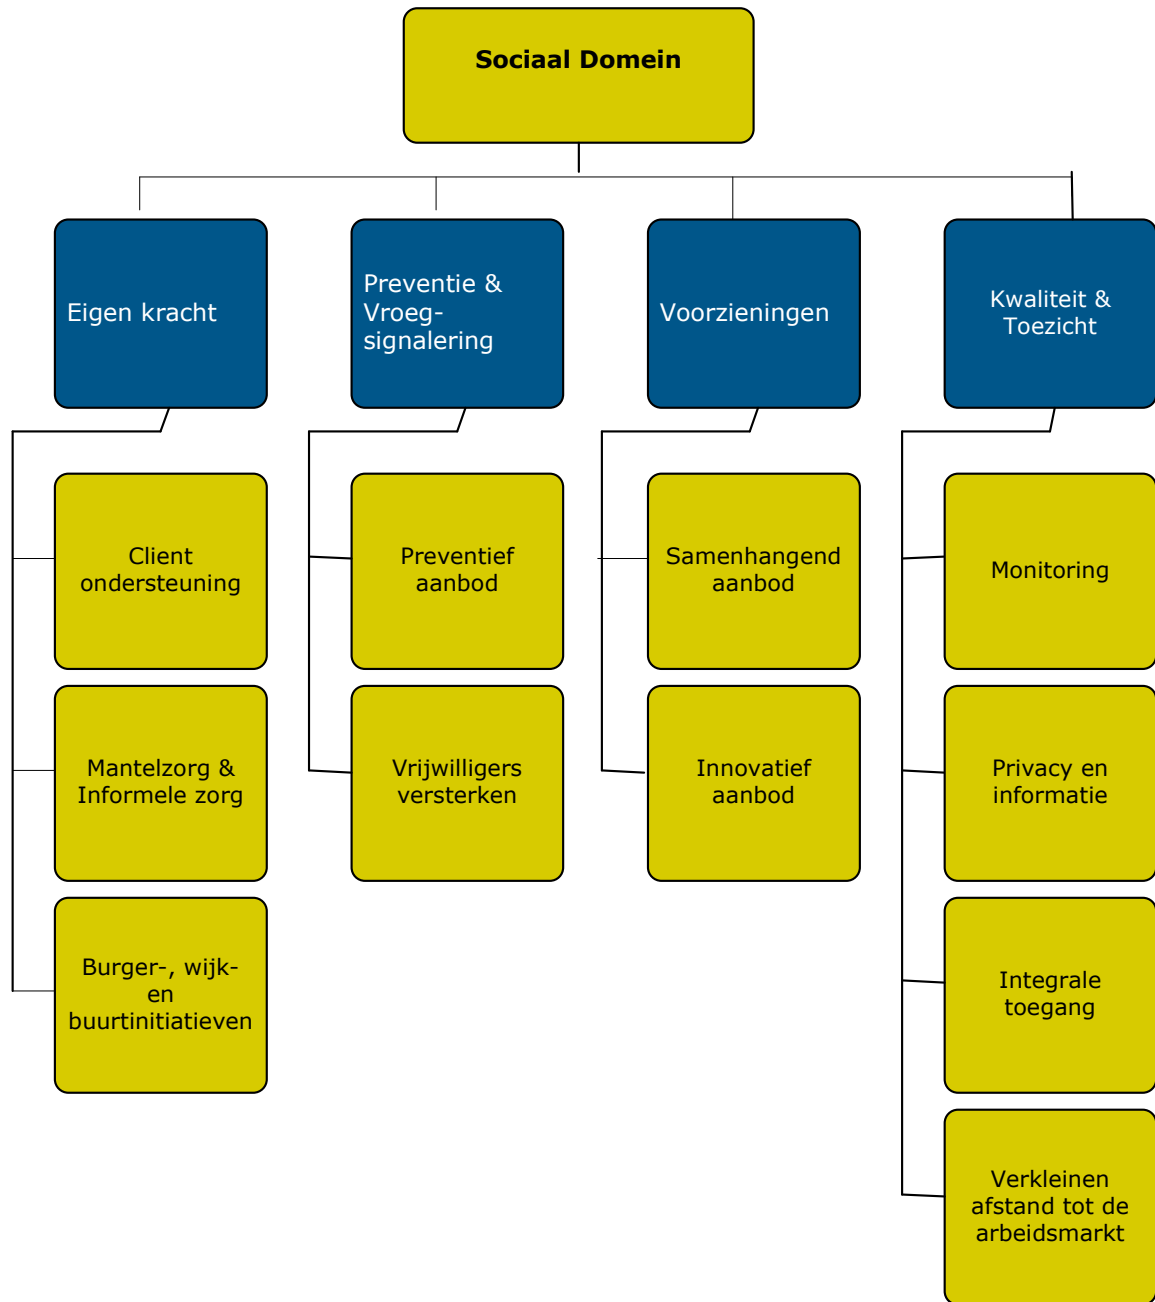 Sociaal Domein
Eigen kracht
Preventie &
Vroeg-
signalering
Voorzieningen
Kwaliteit &
Toezicht
Client
ondersteuning
Preventief
aanbod
Samenhangend
aanbod
Monitoring
Mantelzorg &
Informele zorg
Vrijwilligers
versterken
Innovatief
aanbod
Privacy en
informatie
Burger-, wijk-
en
buurtinitiatieven
Integrale
toegang
Verkleinen
afstand tot de
arbeidsmarkt